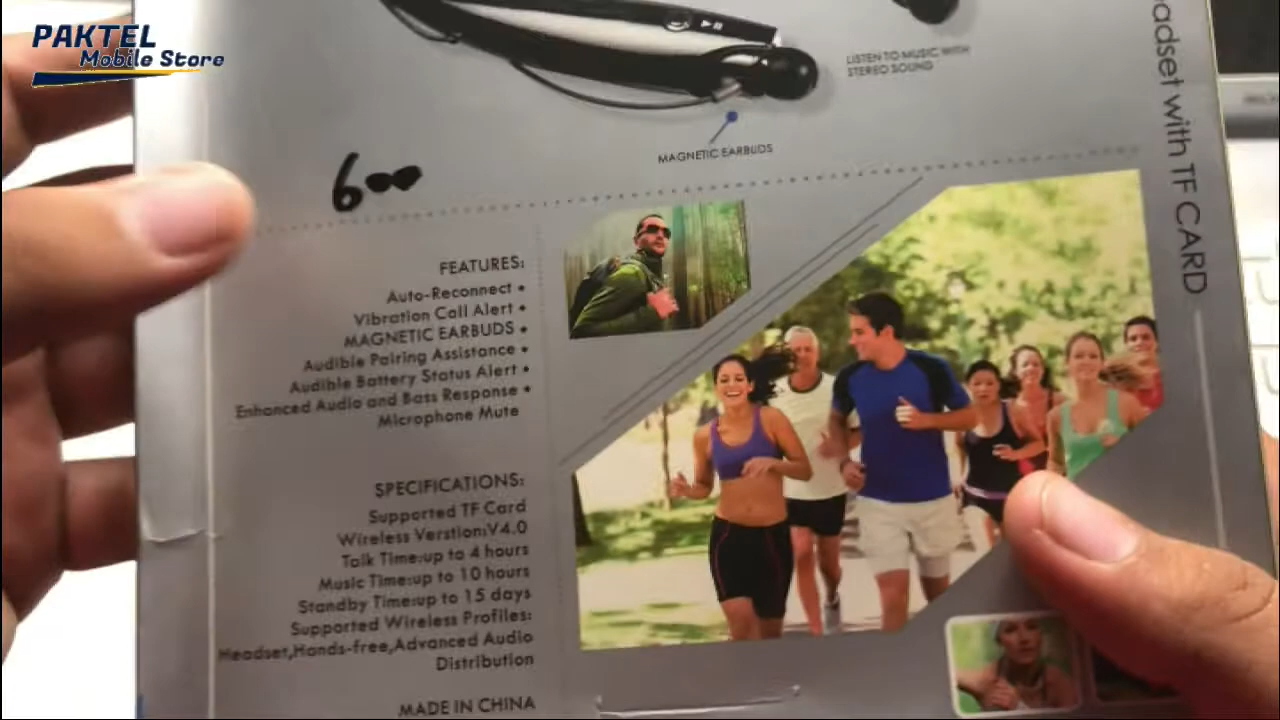 PAKTEL
Mobile Store
LISTEN TO MUSIC WITH
STEREO SOUND
MAGNETIC EARBUDS
adset with TF CARD
600
FEATURES:
Auto-Reconnect •
Vibration Call Alert •
MAGNETIC EARBUDS •
Audible Pairing Assistance •
Audible Battery Status Alert •
Enhanced Audio and Bass Response •
Microphone Mute
SPECIFICATIONS:
Supported TF Card
Wireless Verstion:V4.0
Talk Time:up to 4 hours
Music Time:up to 10 hours
Standby Time:up to 15 days
Supported Wireless Profiles:
Headset,Hands-free,Advanced Audio
Distribution
MADE IN CHINA